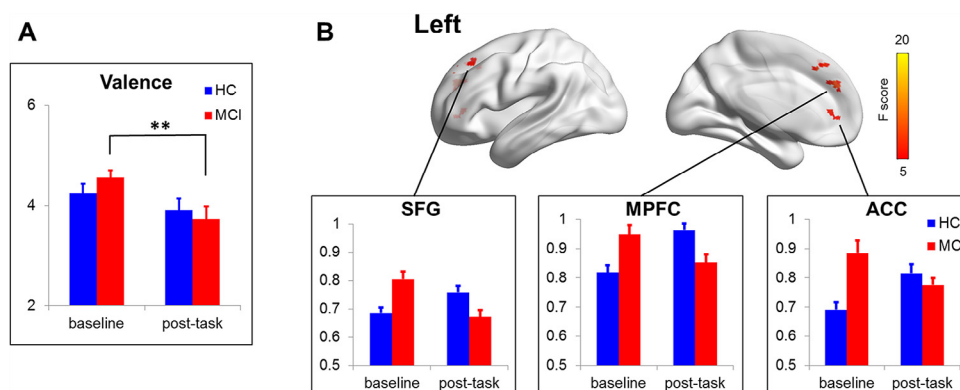 A
Valence
HC
MCI
6
4
2
**
baseline
post-task
B
Left
20
F score
5
SFG
1
0.9
0.8
0.7
0.6
0.5
baseline
post-task
MPFC
1
0.9
0.8
0.7
0.6
0.5
baseline
post-task
ACC
HC
MC
1
0.9
0.8
0.7
0.6
0.5
baseline
post-task